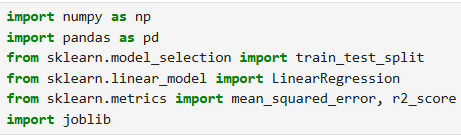 import numpy as np
import pandas as pd
from sklearn.model_selection import train_test_split
from sklearn.linear_model import LinearRegression
from sklearn.metrics import mean_squared_error, r2_score
import joblib